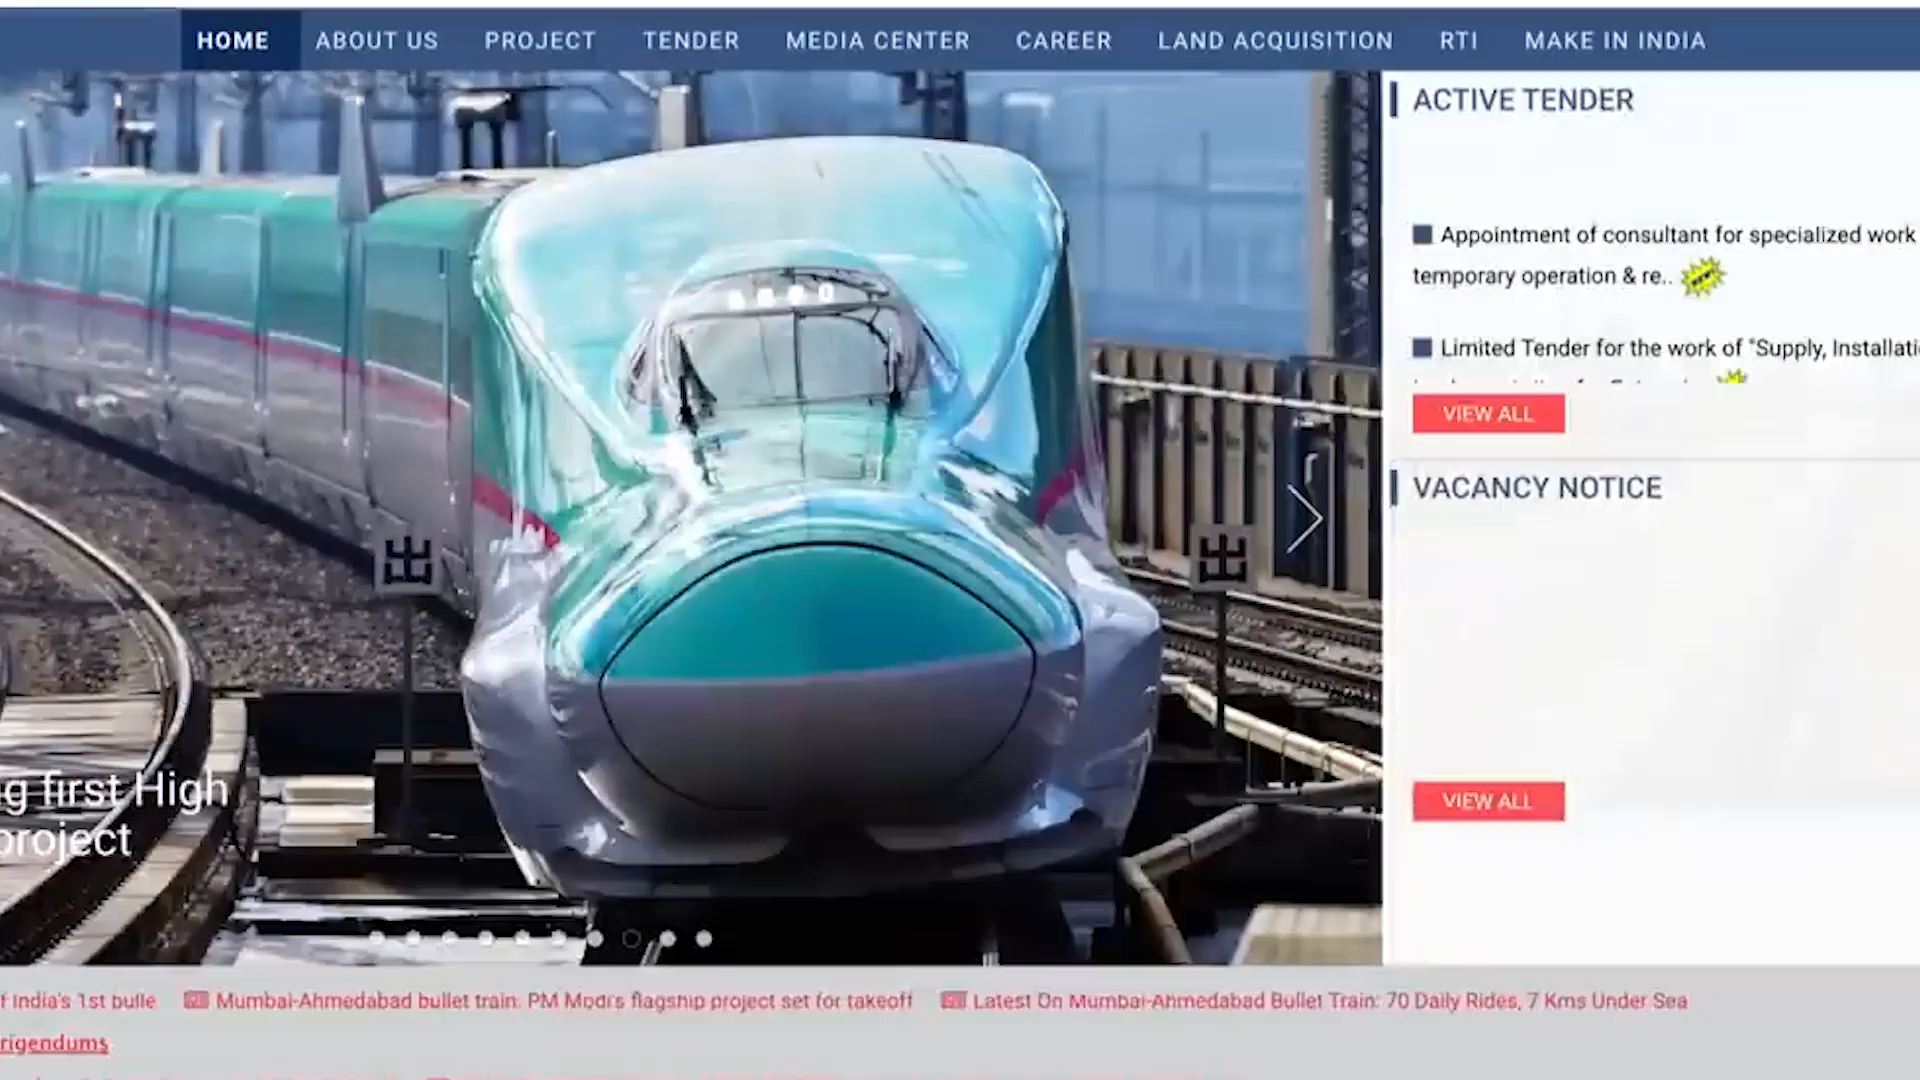 HOME ABOUT US PROJECT TENDER MEDIA CENTER CAREER LAND ACQUISITION RTI MAKE IN INDIA
ACTIVE TENDER
Appointment of consultant for specialized work
temporary operation & re..
Limited Tender for the work of "Supply, Installati
VIEW ALL
VACANCY NOTICE
出
出
g first High
project
VIEW ALL
f India's 1st bulle Mumbai-Ahmedabad bullet train: PM Modi's flagship project set for takeoff Latest On Mumbai-Ahmedabad Bullet Train: 70 Daily Rides, 7 Kms Under Sea
rigendums